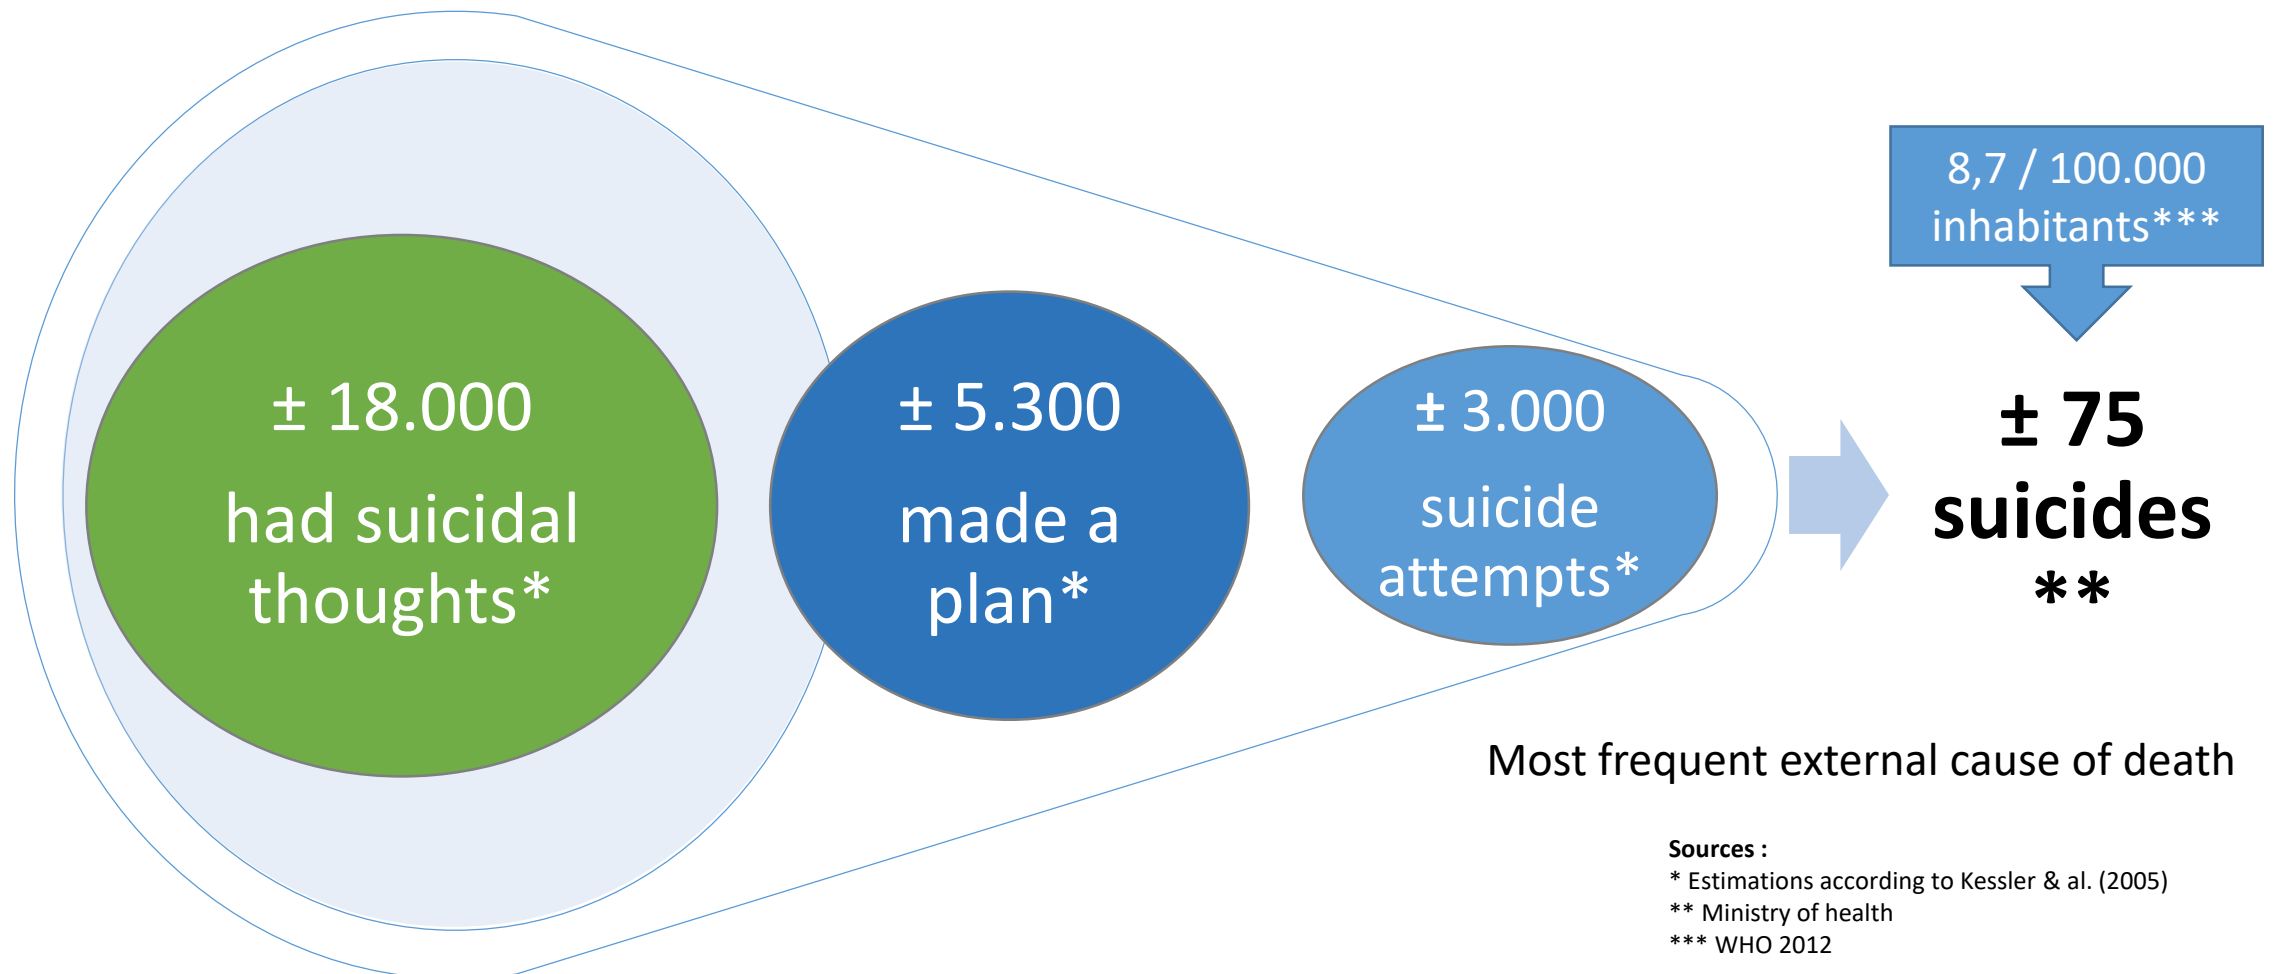 ± 18.000
had suicidal
thoughts*
± 5.300
made a
plan*
± 3.000
suicide
attempts*
8,7 / 100.000
inhabitants***
± 75
suicides
**
Most frequent external cause of death
Sources :
* Estimations according to Kessler & al. (2005)
** Ministry of health
*** WHO 2012